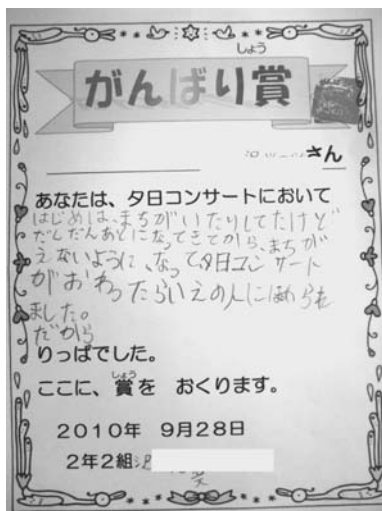 しょう
がんばり賞
さん
あなたは、夕日コンサートにおいて
はじめは、まちがいたりしてたけど
だんだんあとになってきてから、まちが
えないように、なって夕日コンサート
がおわったらいえの人にほめられ
ました。
だから
りっぱでした。
しょう
ここに、賞を おくります。
2010年 9月28日
2年2組